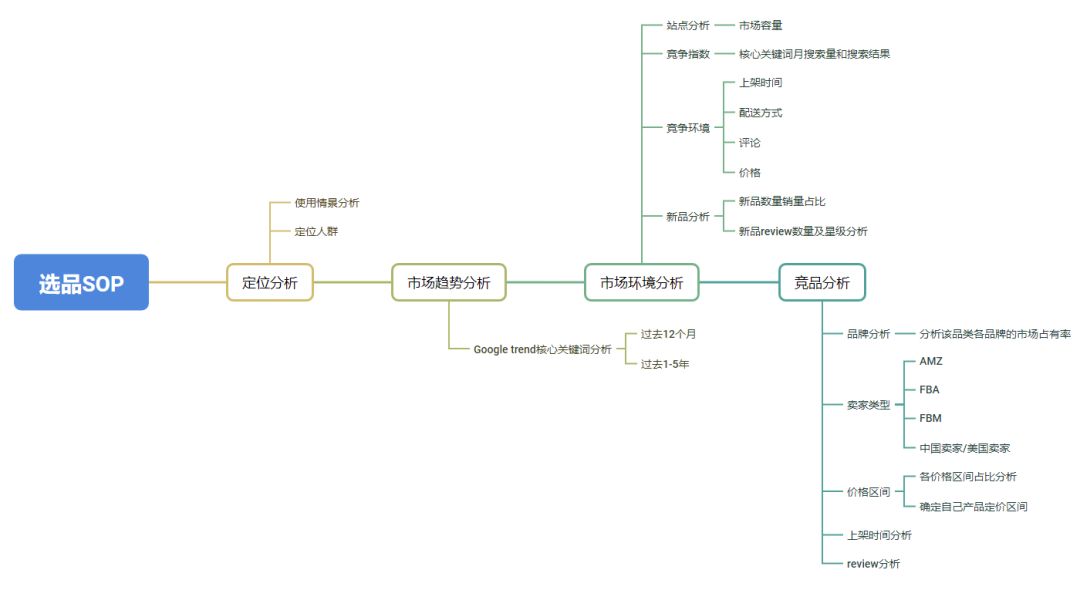 选品SOP
定位分析
使用情景分析
定位人群
市场趋势分析
Google trend核心关键词分析
过去12个月
过去1-5年
市场环境分析
站点分析
市场容量
竞争指数
核心关键词月搜索量和搜索结果
竞争环境
上架时间
配送方式
评论
价格
新品分析
新品数量销量占比
新品review数量及星级分析
竞品分析
品牌分析
分析该品类各品牌的市场占有率
卖家类型
AMZ
FBA
FBM
中国卖家/美国卖家
价格区间
各价格区间占比分析
确定自己产品定价区间
上架时间分析
review分析